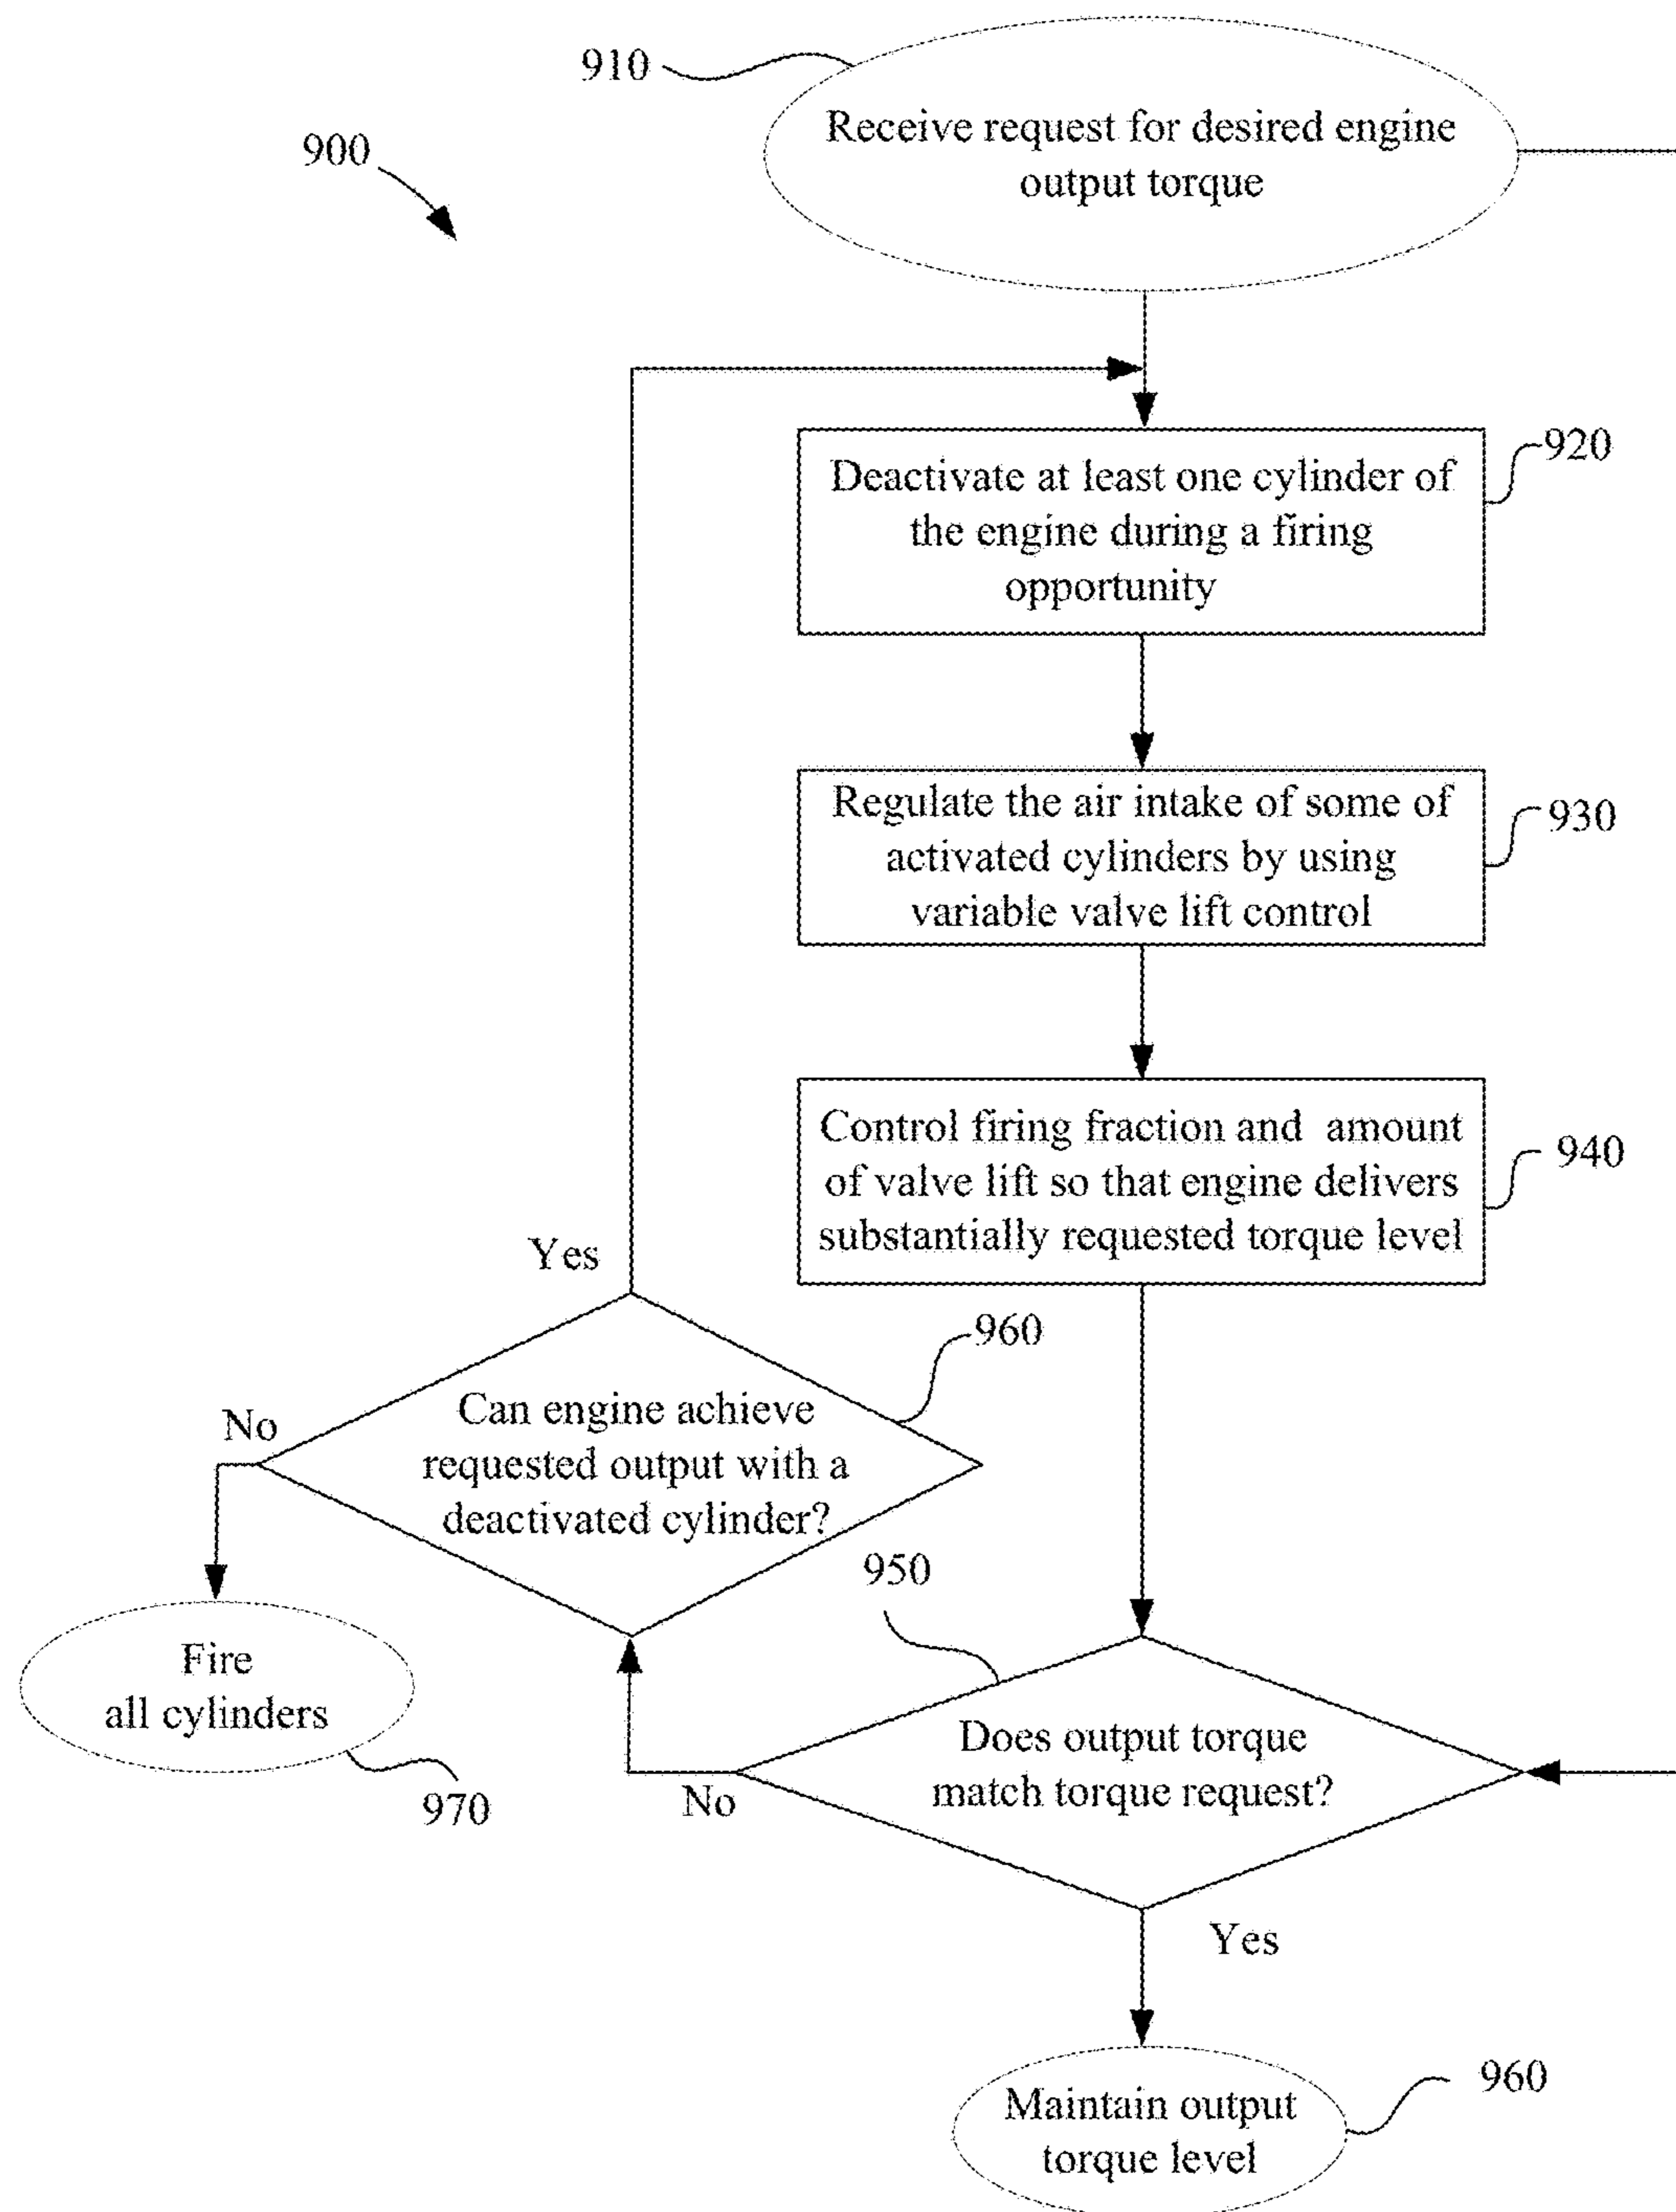 910
Receive request for desired engine
output torque
900
Deactivate at least one cylinder of
the engine during a firing
opportunity
920
Regulate the air intake of some of
activated cylinders by using
variable valve lift control
930
Control firing fraction and amount
of valve lift so that engine delivers
substantially requested torque level
940
Yes
960
Can engine achieve
requested output with a
deactivated cylinder?
No
950
Fire
all cylinders
970
Does output torque
match torque request?
No
Yes
Maintain output
torque level
960